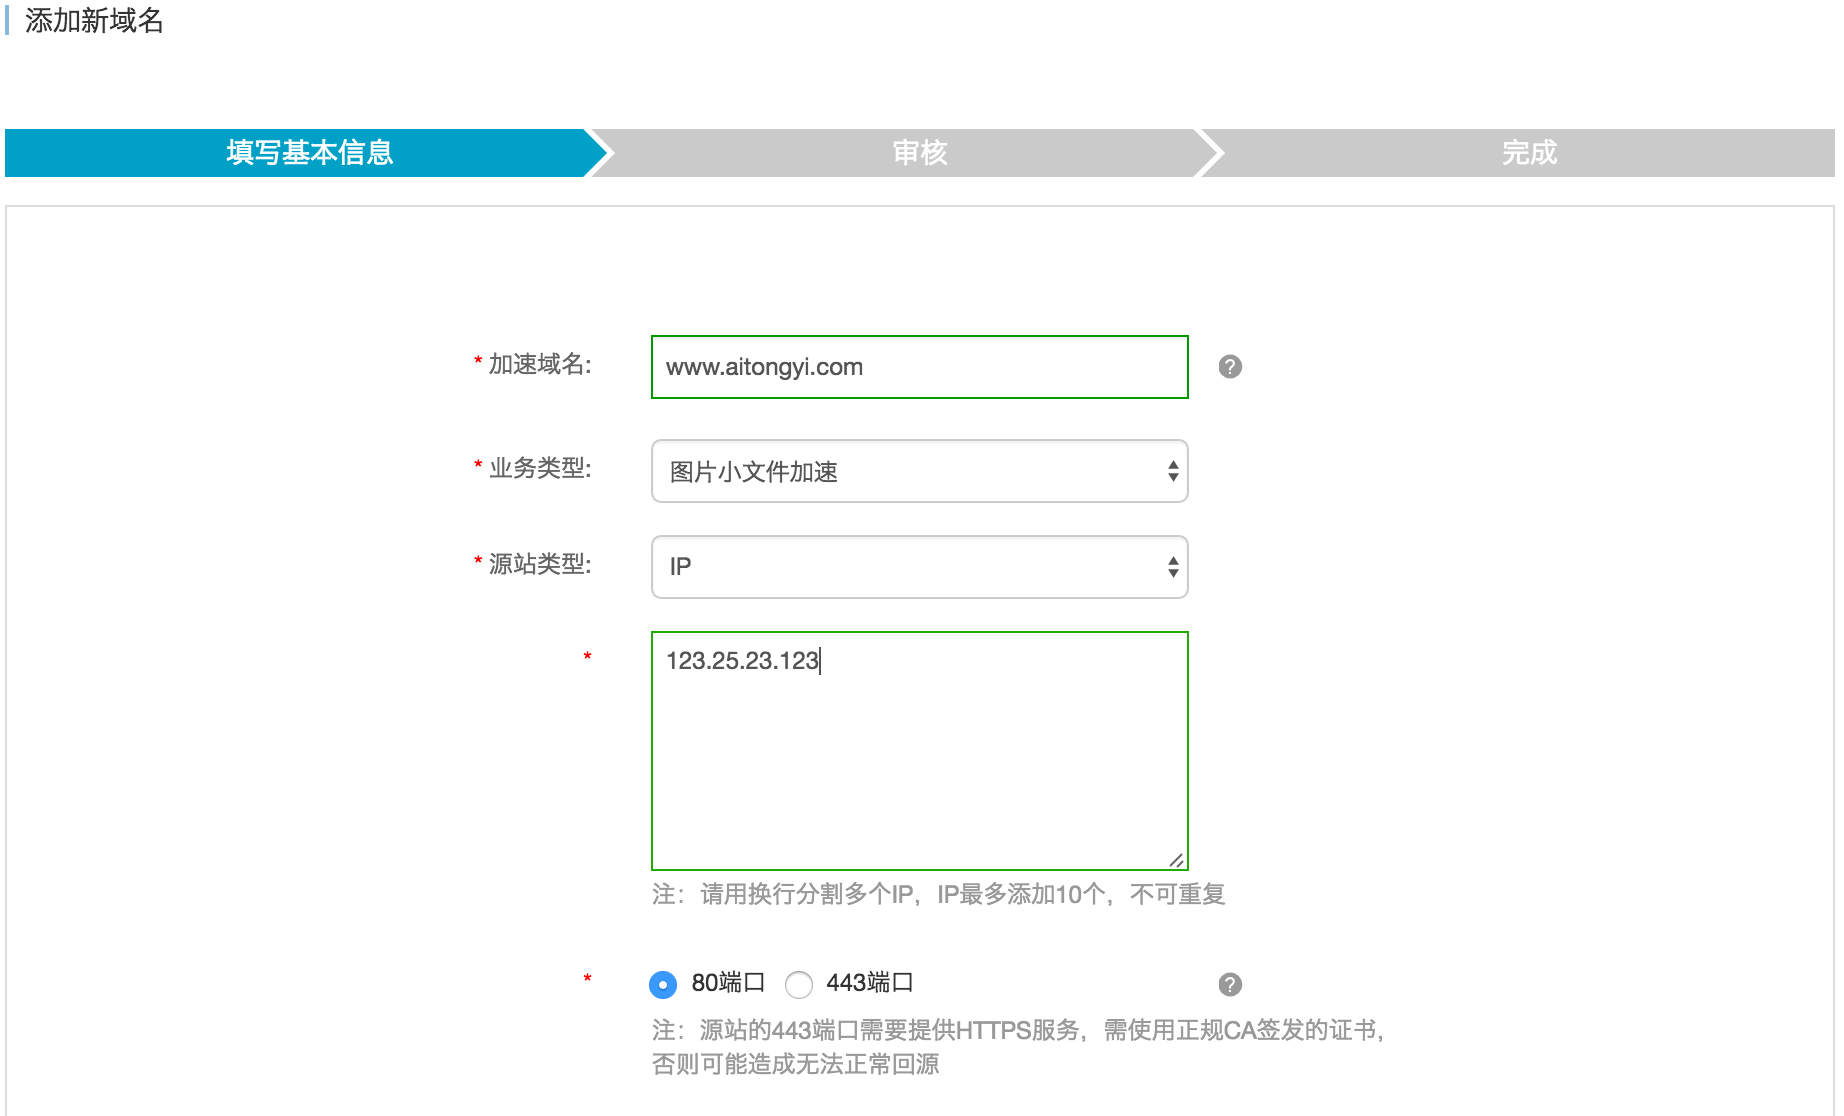 添加新域名
填写基本信息
审核
完成
* 加速域名:
www.aitongyi.com
?
* 业务类型:
图片小文件加速
* 源站类型:
IP
*
123.25.23.123
注：请用换行分割多个IP，IP最多添加10个，不可重复
*
80端口
443端口
?
注：源站的443端口需要提供HTTPS服务，需使用正规CA签发的证书，
否则可能造成无法正常回源